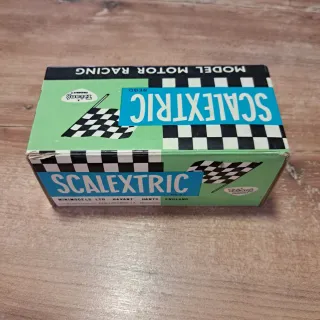 MODEL MOTOR RACING
SCALEXTRIC
SCALEXTRIC
MINIMODELS LTD HAVANT HANTS ENGLAND